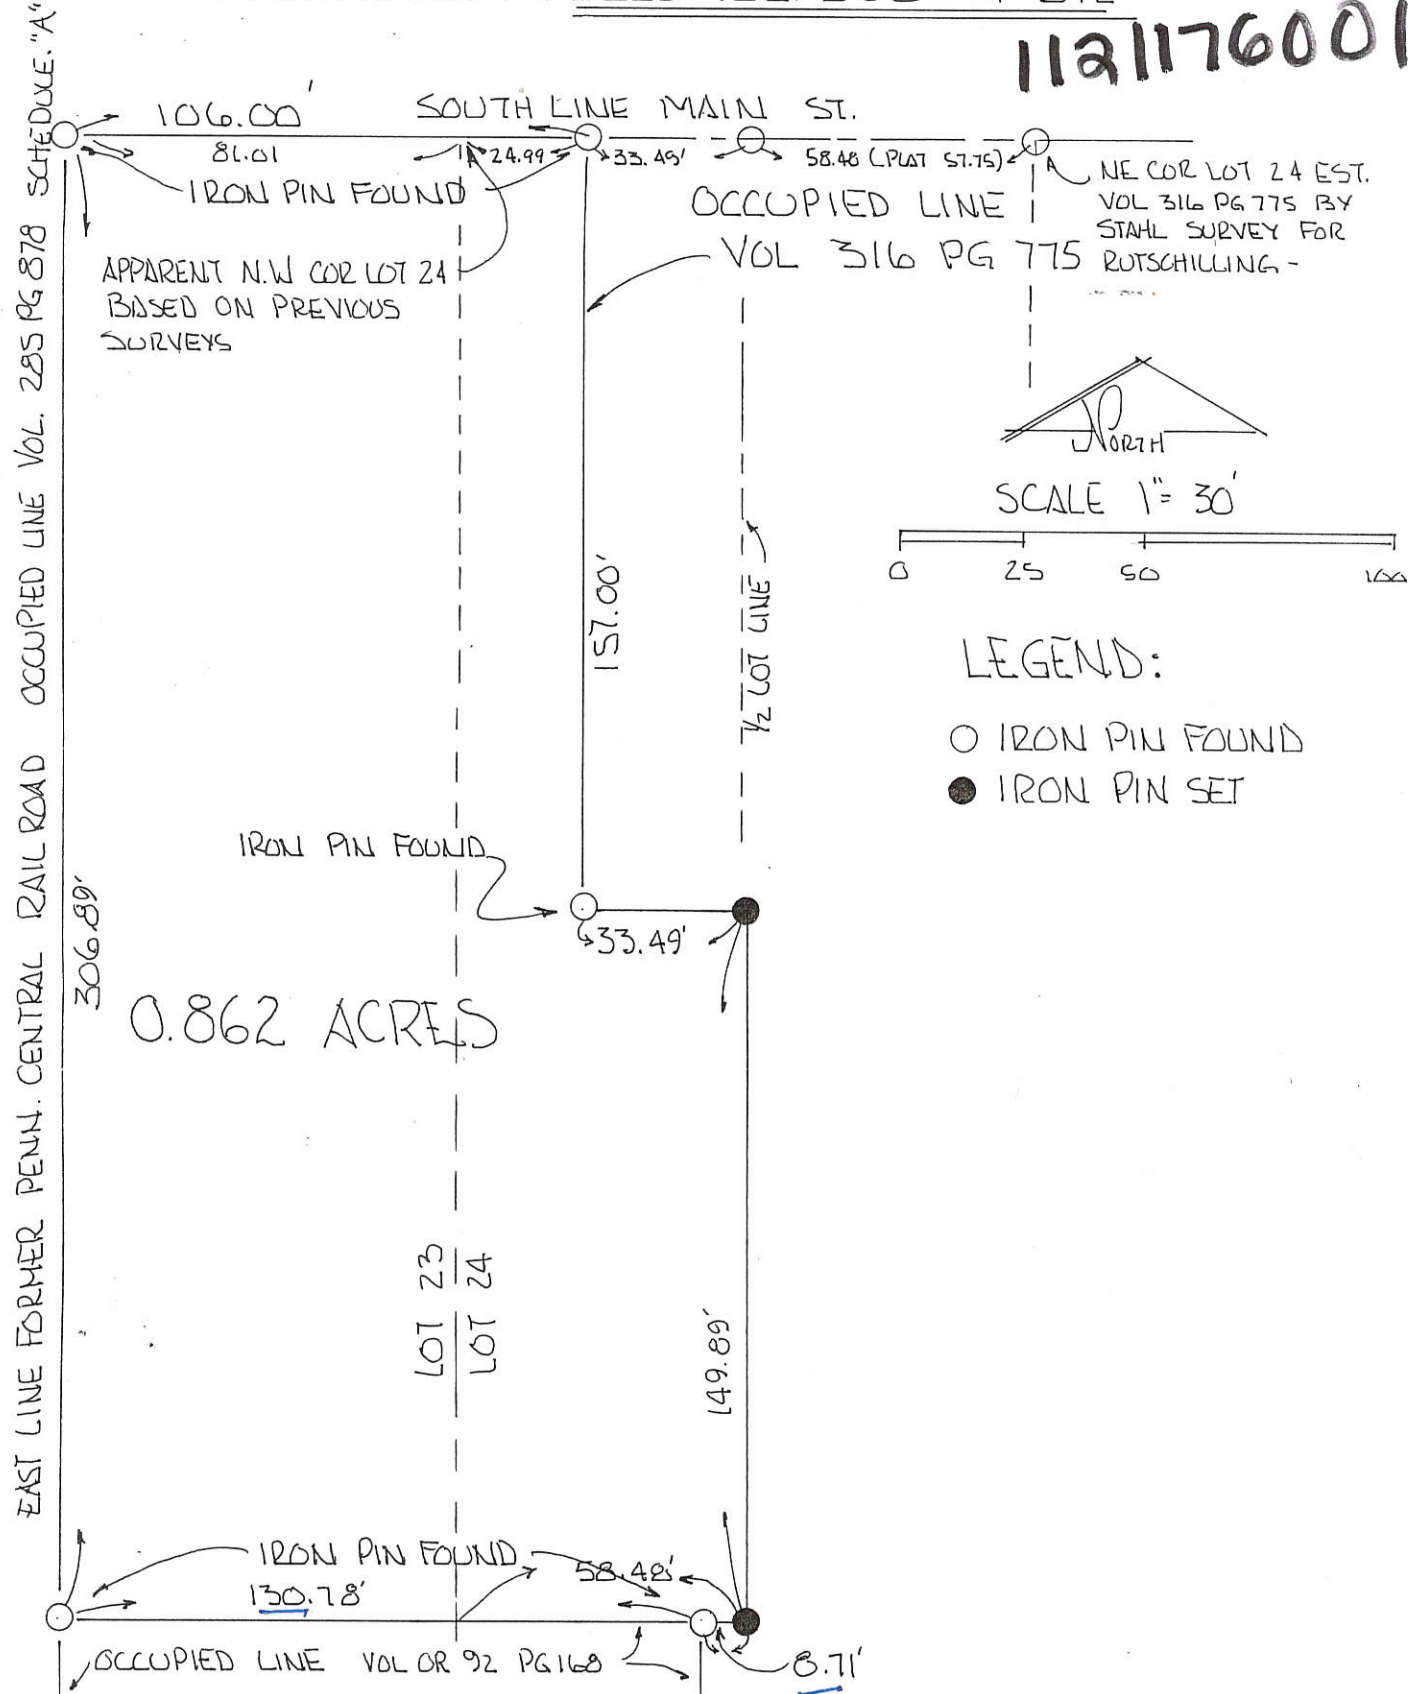 1121176001
SOUTH LINE MAIN ST.
106.00'
81.01
24.99
33.49'
58.48 (PLAT 57.75)
IRON PIN FOUND
NE COR LOT 24 EST.
VOL 316 PG 775 BY
STAHL SURVEY FOR
RUTSCHILLING -
OCCUPIED LINE
VOL 316 PG 775
APPARENT N.W COR LOT 24
BASED ON PREVIOUS
SURVEYS
NORTH
SCALE 1"= 30'
0 25 50 100
157.00'
1/2 LOT LINE
LEGEND:
IRON PIN FOUND
IRON PIN SET
IRON PIN FOUND
33.49'
EAST LINE FORMER PENN. CENTRAL RAIL ROAD OCCUPIED LINE VOL. 285 PG 878 SCHEDULE "A"
306.89'
0.862 ACRES
LOT 23
LOT 24
149.89'
IRON PIN FOUND
58.48'
130.78'
OCCUPIED LINE VOL OR 92 PG 168
8.71'